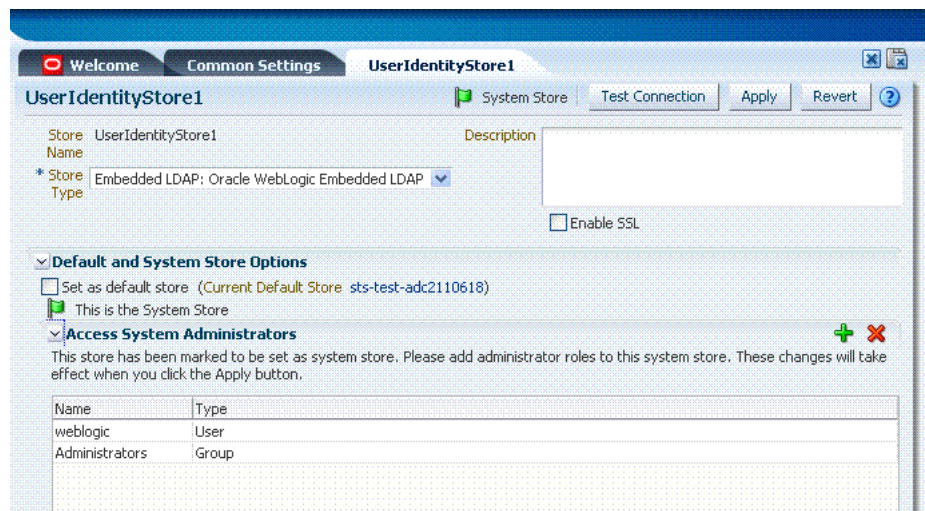 Welcome Common Settings UserIdentityStore1
UserIdentityStore1 System Store Test Connection Apply Revert ?
Store Name UserIdentityStore1 Description
* Store Type Embedded LDAP: Oracle WebLogic Embedded LDAP
Enable SSL
Default and System Store Options
Set as default store (Current Default Store sts-test-adc2110618)
This is the System Store
Access System Administrators
This store has been marked to be set as system store. Please add administrator roles to this system store. These changes will take
effect when you click the Apply button.
Name Type
weblogic User
Administrators Group